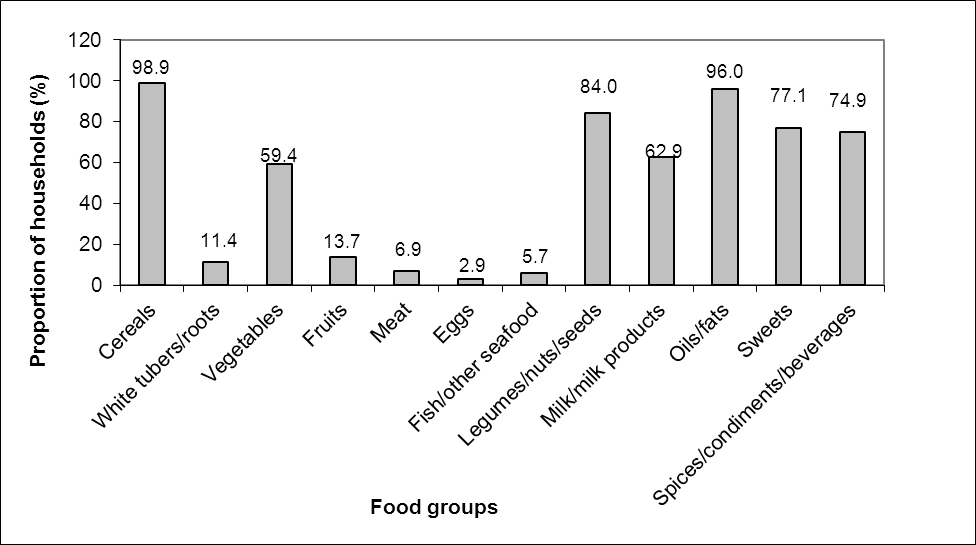 Proportion of households (%)
120
100
80
60
40
20
0
98.9
11.4
59.4
13.7
6.9
2.9
5.7
84.0
62.9
96.0
77.1
74.9
Cereals
White tubers/roots
Vegetables
Fruits
Meat
Eggs
Fish/other seafood
Legumes/nuts/seeds
Milk/milk products
Oils/fats
Sweets
Spices/condiments/beverages
Food groups